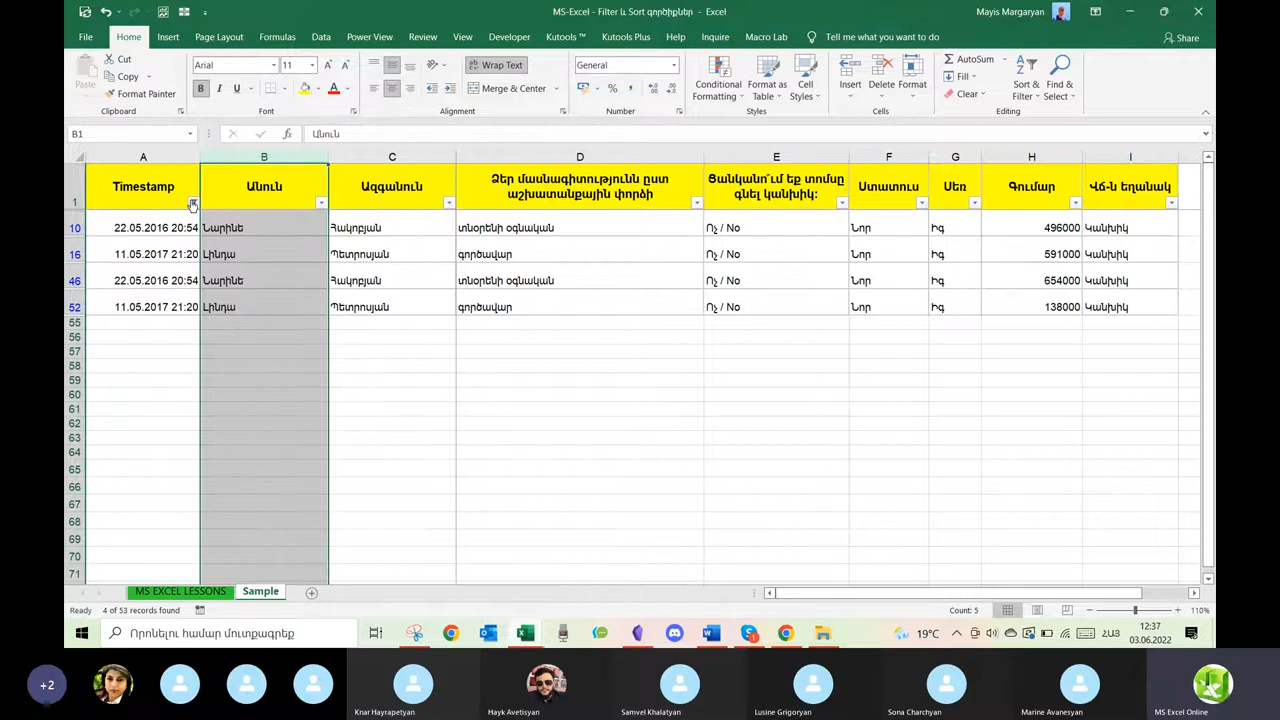 MS-Excel - Filter և Sort գործիքներ - Excel
Mayis Margaryan
File Home Insert Page Layout Formulas Data Power View Review View Developer Kutools ™ Kutools Plus Help Inquire Macro Lab Tell me what you want to do Share
Paste
Cut
Copy
Format Painter
Clipboard
Arial 11
B I U
Font
Wrap Text
Merge & Center
Alignment
General
Number
Conditional Formatting
Format as Table
Cell Styles
Styles
Insert Delete Format
Cells
AutoSum
Fill
Clear
Sort & Filter
Find & Select
Editing
B1 fx Անուն
A B C D E F G H I
1 Timestamp Անուն Ազգանուն Ձեր մասնագիտությունն ըստ աշխատանքային փորձի Ցանկանո՞ւմ եք տոմսը գնել կանխիկ: Ստատուս Սեռ Գումար Վճ-ն եղանակ
10 22.05.2016 20:54 Նարինե Հակոբյան տնօրենի օգնական Ոչ / No Նոր Իգ 496000 Կանխիկ
16 11.05.2017 21:20 Լինդա Պետրոսյան գործավար Ոչ / No Նոր Իգ 591000 Կանխիկ
46 22.05.2016 20:54 Նարինե Հակոբյան տնօրենի օգնական Ոչ / No Նոր Իգ 654000 Կանխիկ
52 11.05.2017 21:20 Լինդա Պետրոսյան գործավար Ոչ / No Նոր Իգ 138000 Կանխիկ
55
56
57
58
59
60
61
62
63
64
65
66
67
68
69
70
71
MS EXCEL LESSONS Sample
Ready 4 of 53 records found Count: 5 110%
Որոնելու համար մուտքագրեք 19°C ՀԱՅ 12:37
03.06.2022
+2 Knar Hayrapetyan Hayk Avetisyan Samvel Khalatyan Lusine Grigoryan Sona Charchyan Marine Avanesyan MS Excel Online